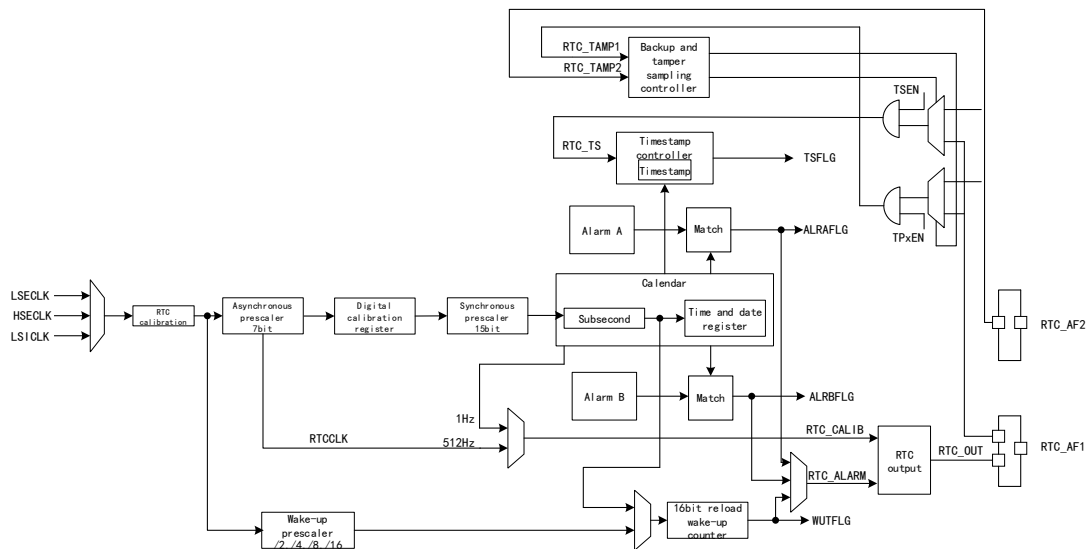 RTC_TAMP1
RTC_TAMP2
Backup and
tamper
sampling
controller
TSEN
RTC_TS
Timestamp
controller
Timestamp
TSFLG
TPxEN
Alarm A
Match
ALRAFLG
Calendar
LSECLK
HSECLK
LSICLK
RTC
calibration
Asynchronous
prescaler
7bit
Digital
calibration
register
Synchronous
prescaler
15bit
Subsecond
Time and date
register
RTC_AF2
Alarm B
Match
ALRBFLG
1Hz
RTCCLK
512Hz
RTC_CALIB
RTC
output
RTC_OUT
RTC_AF1
RTC_ALARM
Wake-up
prescaler
/2、/4、/8、/16
16bit reload
wake-up
counter
WUTFLG